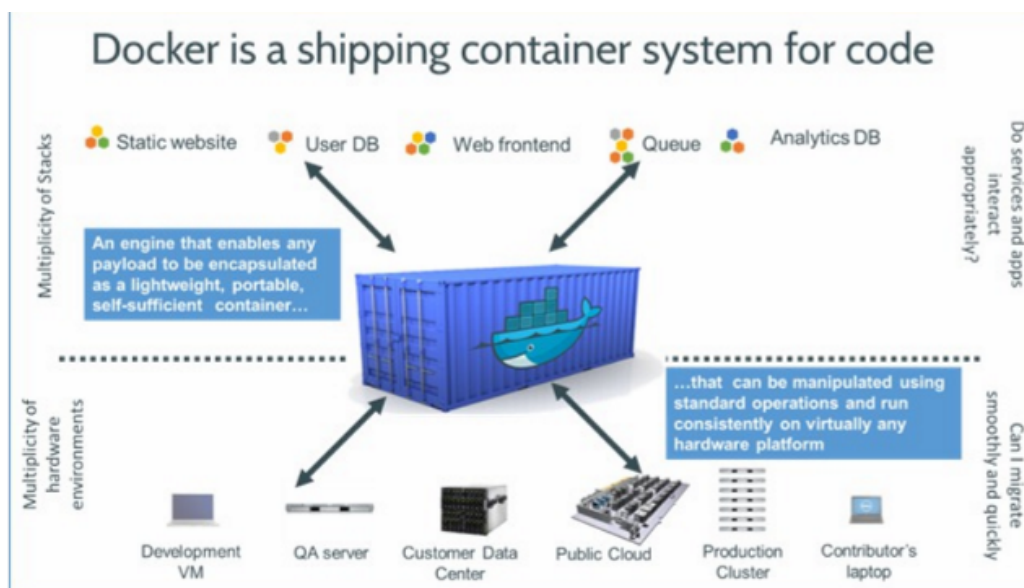 Docker is a shipping container system for code
Static website
User DB
Web frontend
Queue
Analytics DB
Multiplicity of Stacks
Do services and apps
interact
appropriately?
An engine that enables any
payload to be encapsulated
as a lightweight, portable,
self-sufficient container...
...that can be manipulated using
standard operations and run
consistently on virtually any
hardware platform
Multiplicity of
hardware
environments
Can I migrate
smoothly and quickly
Development
VM
QA server
Customer Data
Center
Public Cloud
Production
Cluster
Contributor's
laptop